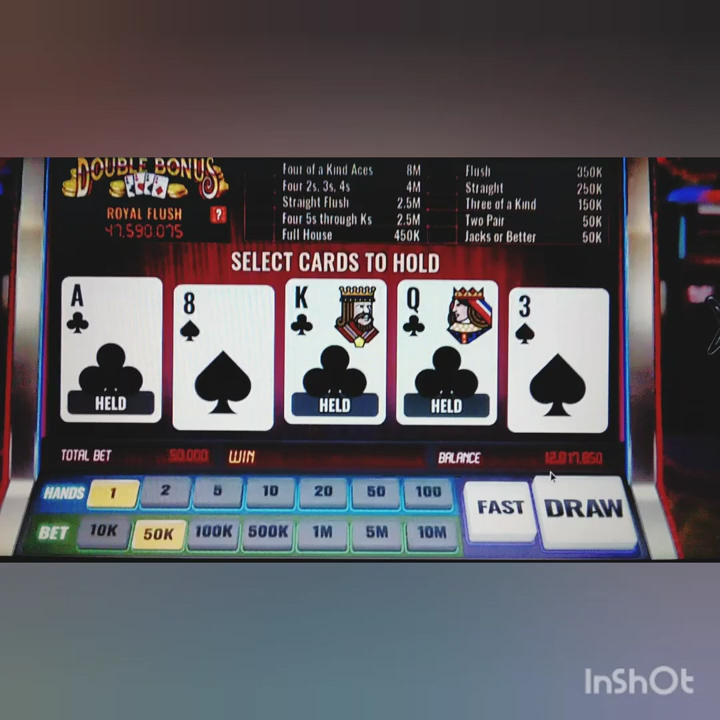 DOUBLE BONUS
ROYAL FLUSH ?
47,590,075
Four of a Kind Aces 8M
Four 2s, 3s, 4s 4M
Straight Flush 2.5M
Four 5s through Ks 2.5M
Full House 450K
Flush 350K
Straight 250K
Three of a Kind 150K
Two Pair 50K
Jacks or Better 50K
SELECT CARDS TO HOLD
A 8 K Q 3
HELD HELD HELD
TOTAL BET 50,000 WIN BALANCE 12,817,850
HANDS 1 2 5 10 20 50 100
BET 10K 50K 100K 500K 1M 5M 10M
FAST DRAW
InShOt